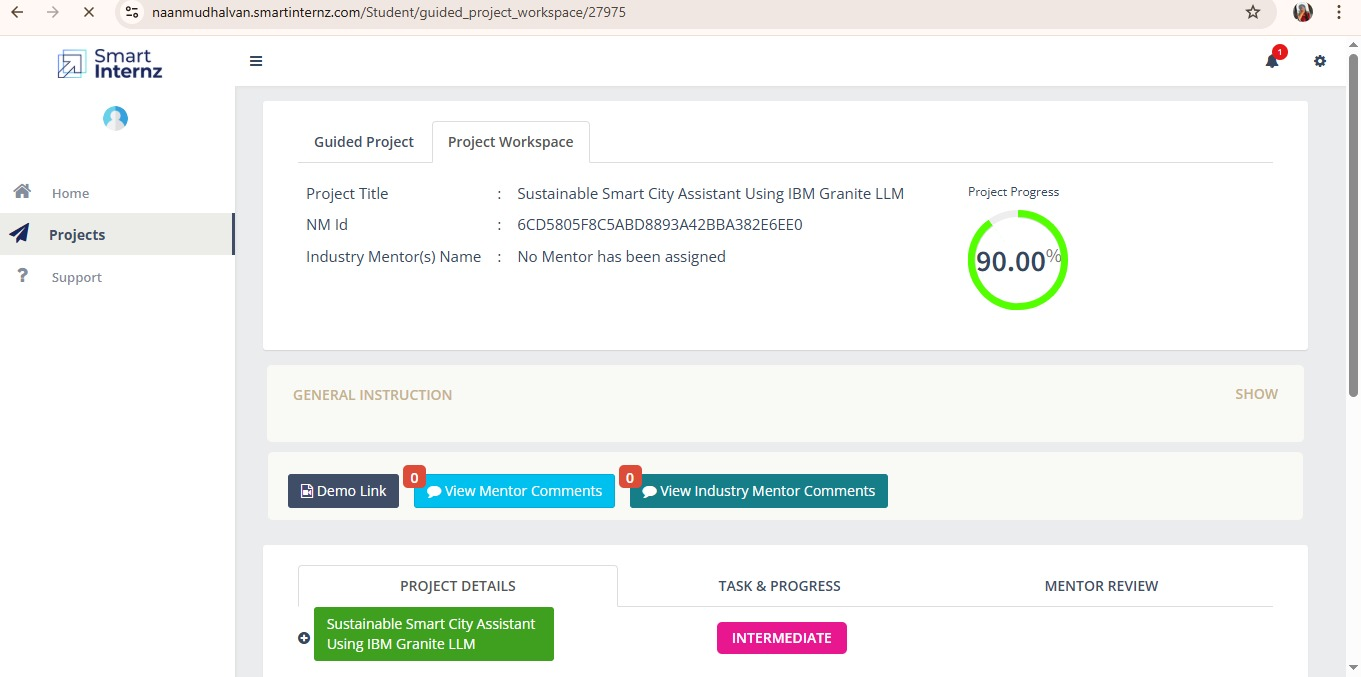 naanmudhalvan.smartinternz.com/Student/guided_project_workspace/27975
Smart
Internz
1
Home
Projects
Support
Guided Project
Project Workspace
Project Title : Sustainable Smart City Assistant Using IBM Granite LLM
NM Id : 6CD5805F8C5ABD8893A42BBA382E6EE0
Industry Mentor(s) Name : No Mentor has been assigned
Project Progress
90.00%
GENERAL INSTRUCTION
SHOW
Demo Link
0
View Mentor Comments
0
View Industry Mentor Comments
PROJECT DETAILS
TASK & PROGRESS
MENTOR REVIEW
Sustainable Smart City Assistant
Using IBM Granite LLM
INTERMEDIATE